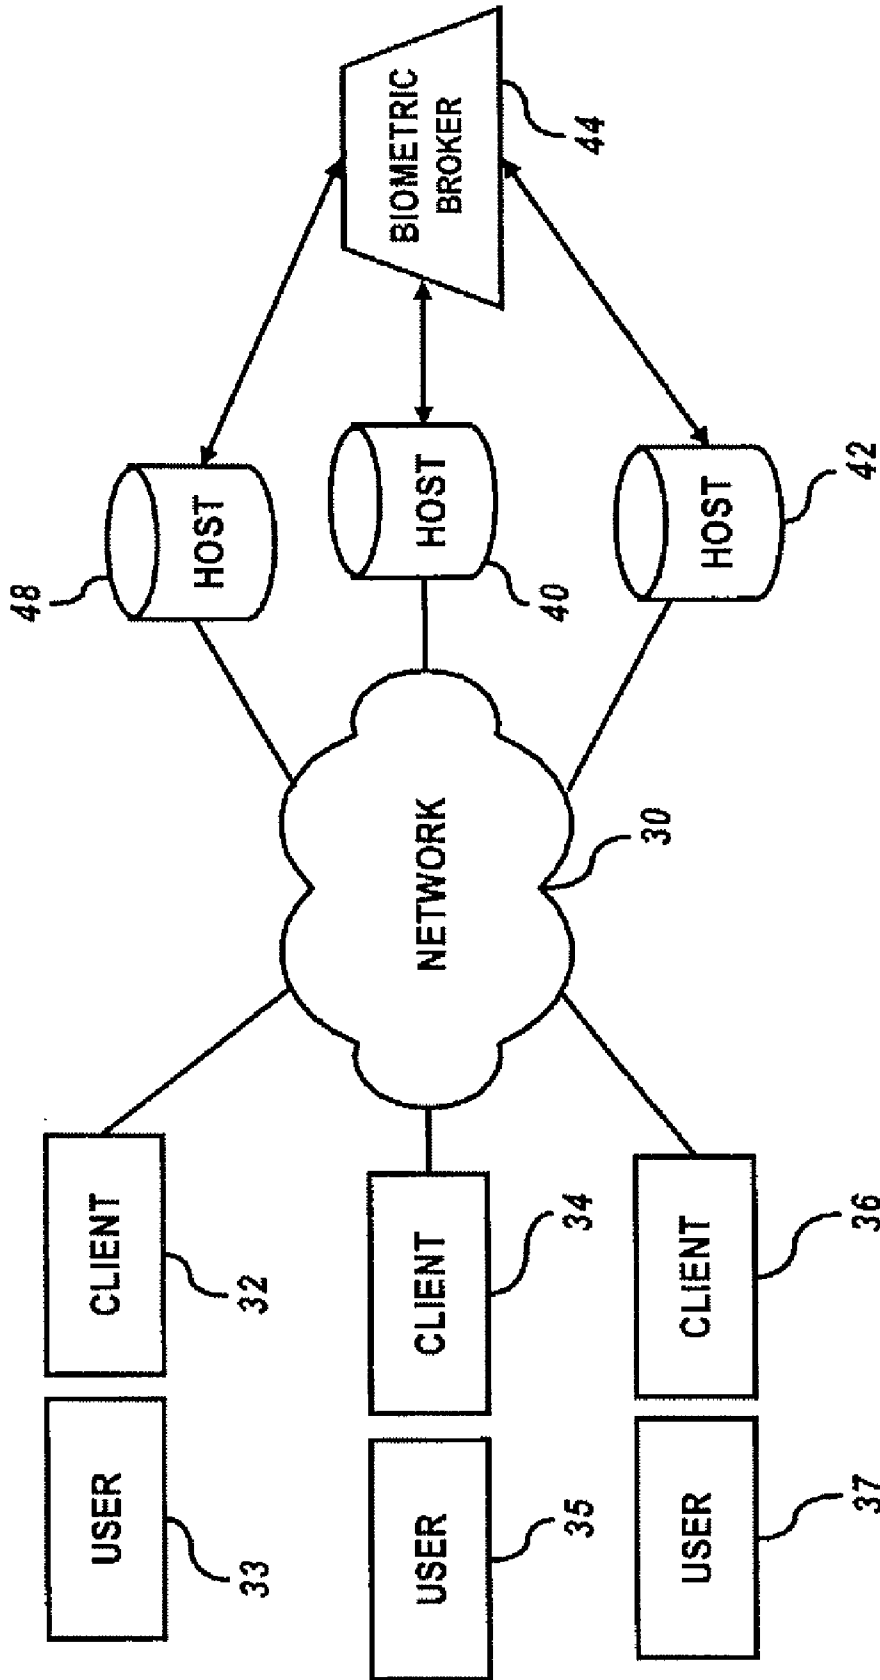 USER
33
CLIENT
32
USER
35
CLIENT
34
USER
37
CLIENT
36
NETWORK
30
48
HOST
HOST
40
HOST
42
BIOMETRIC
BROKER
44